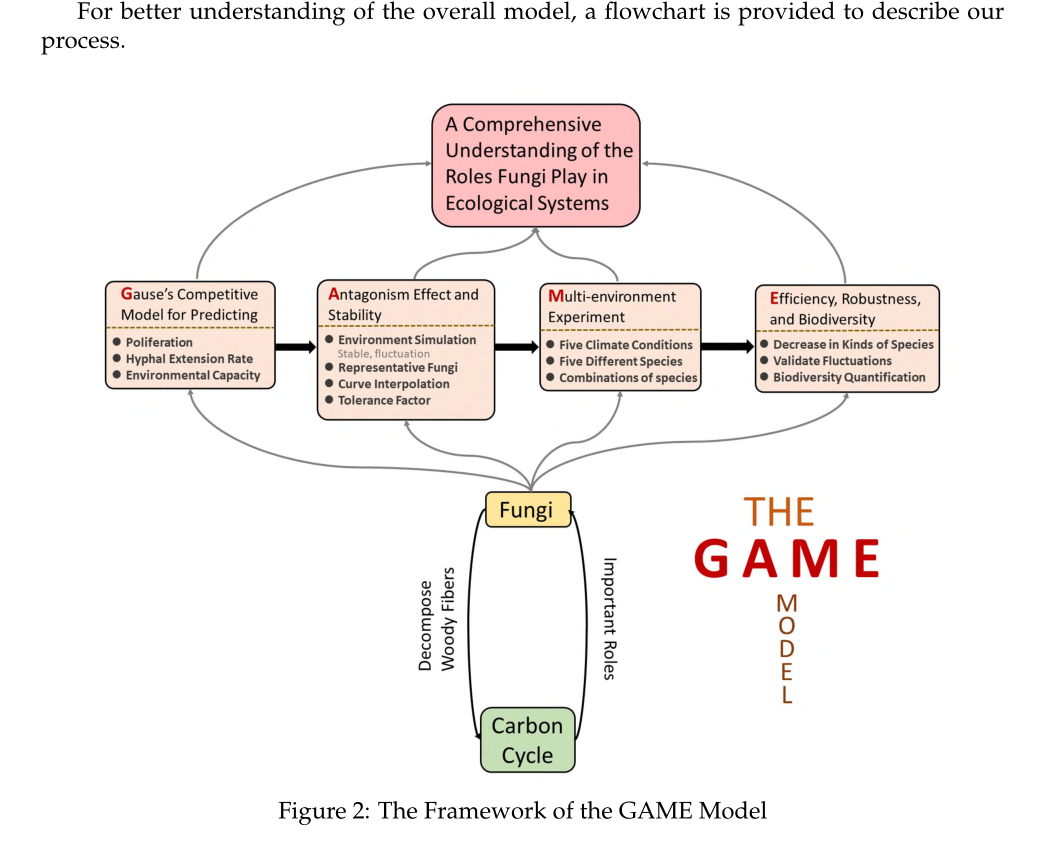 For better understanding of the overall model, a flowchart is provided to describe our
process.
A Comprehensive
Understanding of the
Roles Fungi Play in
Ecological Systems
Gause's Competitive
Model for Predicting
● Poliferation
● Hyphal Extension Rate
● Environmental Capacity
Antagonism Effect and
Stability
● Environment Simulation
Stable, fluctuation
● Representative Fungi
● Curve Interpolation
● Tolerance Factor
Multi-environment
Experiment
● Five Climate Conditions
● Five Different Species
● Combinations of species
Efficiency, Robustness,
and Biodiversity
● Decrease in Kinds of Species
● Validate Fluctuations
● Biodiversity Quantification
Fungi
Decompose
Woody Fibers
Important Roles
Carbon
Cycle
THE
GAME
M
O
D
E
L
Figure 2: The Framework of the GAME Model